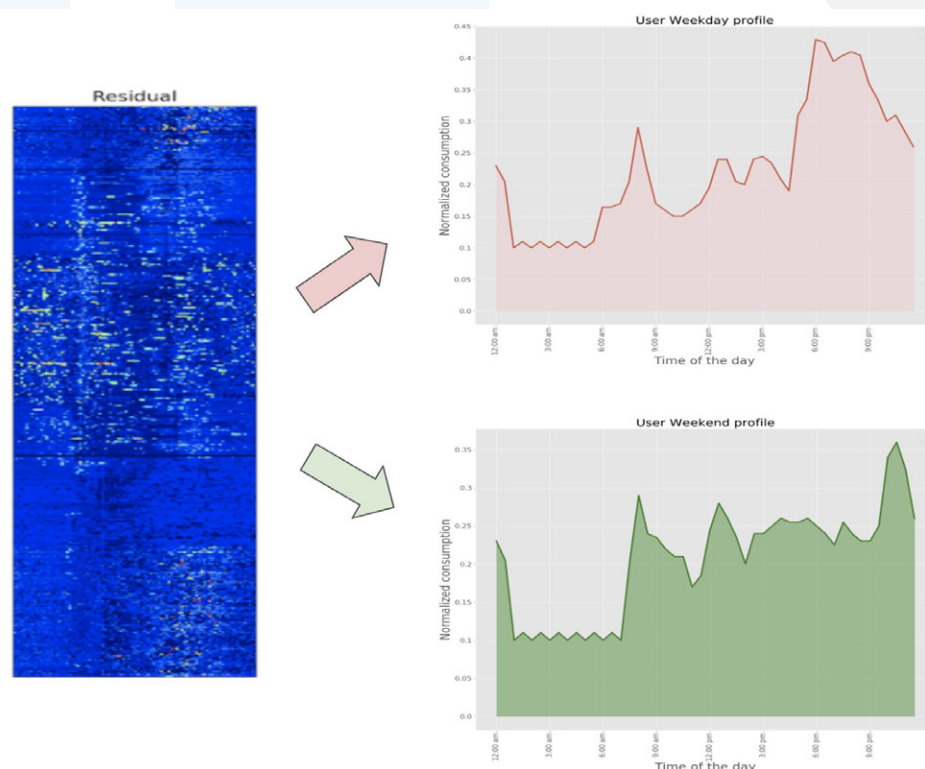 Residual
User Weekday profile
Normalized consumption
0.45
0.4
0.35
0.3
0.25
0.2
0.15
0.1
0.05
0.0
12:00 am
3:00 am
6:00 am
9:00 am
12:00 pm
3:00 pm
6:00 pm
9:00 pm
Time of the day
User Weekend profile
Normalized consumption
0.35
0.3
0.25
0.2
0.15
0.1
0.05
0.0
12:00 am
3:00 am
6:00 am
9:00 am
12:00 pm
3:00 pm
6:00 pm
9:00 pm
Time of the day